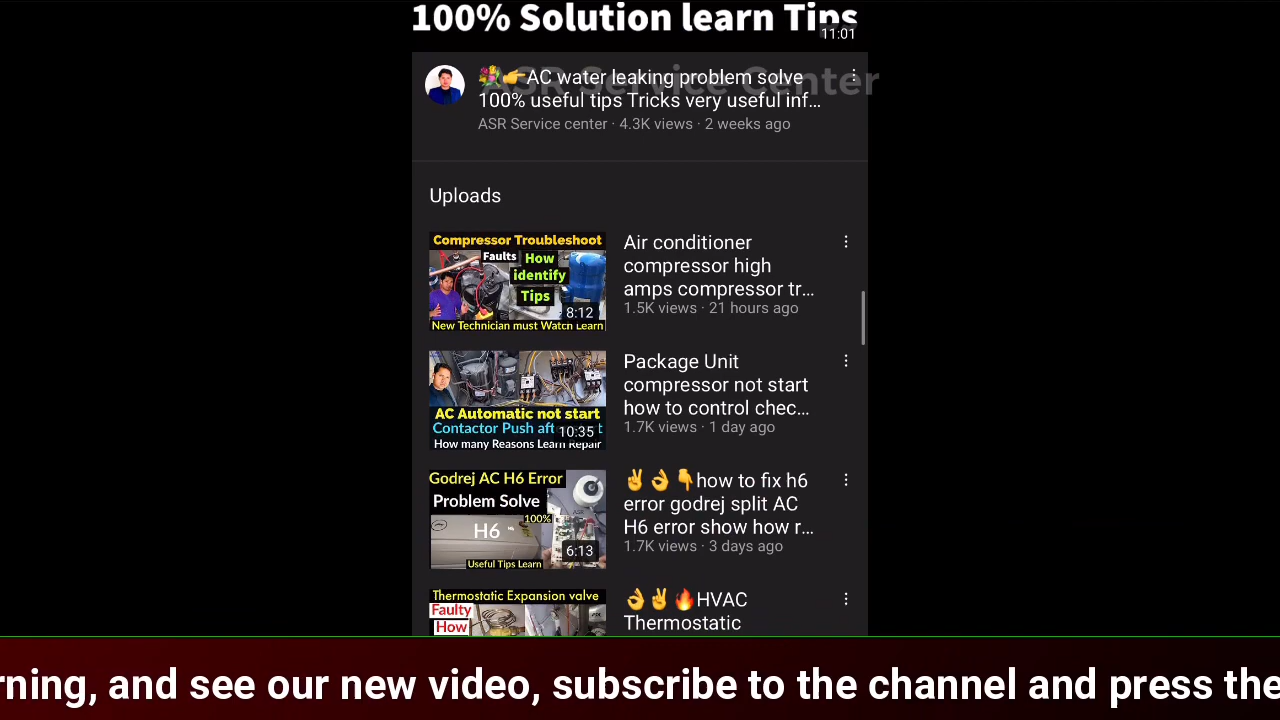 100% Solution learn Tips
11:01
ASR Service Center
💐👉AC water leaking problem solve
100% useful tips Tricks very useful inf...
ASR Service center · 4.3K views · 2 weeks ago
Uploads
Compressor Troubleshoot
Faults How
identify
Tips
8:12
New Technician must Watch Learn
Air conditioner
compressor high
amps compressor tr...
1.5K views · 21 hours ago
AC Automatic not start
Contactor Push aft
10:35
How many Reasons Learn Repair
Package Unit
compressor not start
how to control chec...
1.7K views · 1 day ago
Godrej AC H6 Error
Problem Solve
100%
H6
6:13
Useful Tips Learn
✌👌👇how to fix h6
error godrej split AC
H6 error show how r...
1.7K views · 3 days ago
Thermostatic Expansion valve
Faulty
How
👌✌🔥HVAC
Thermostatic
rning, and see our new video, subscribe to the channel and press the